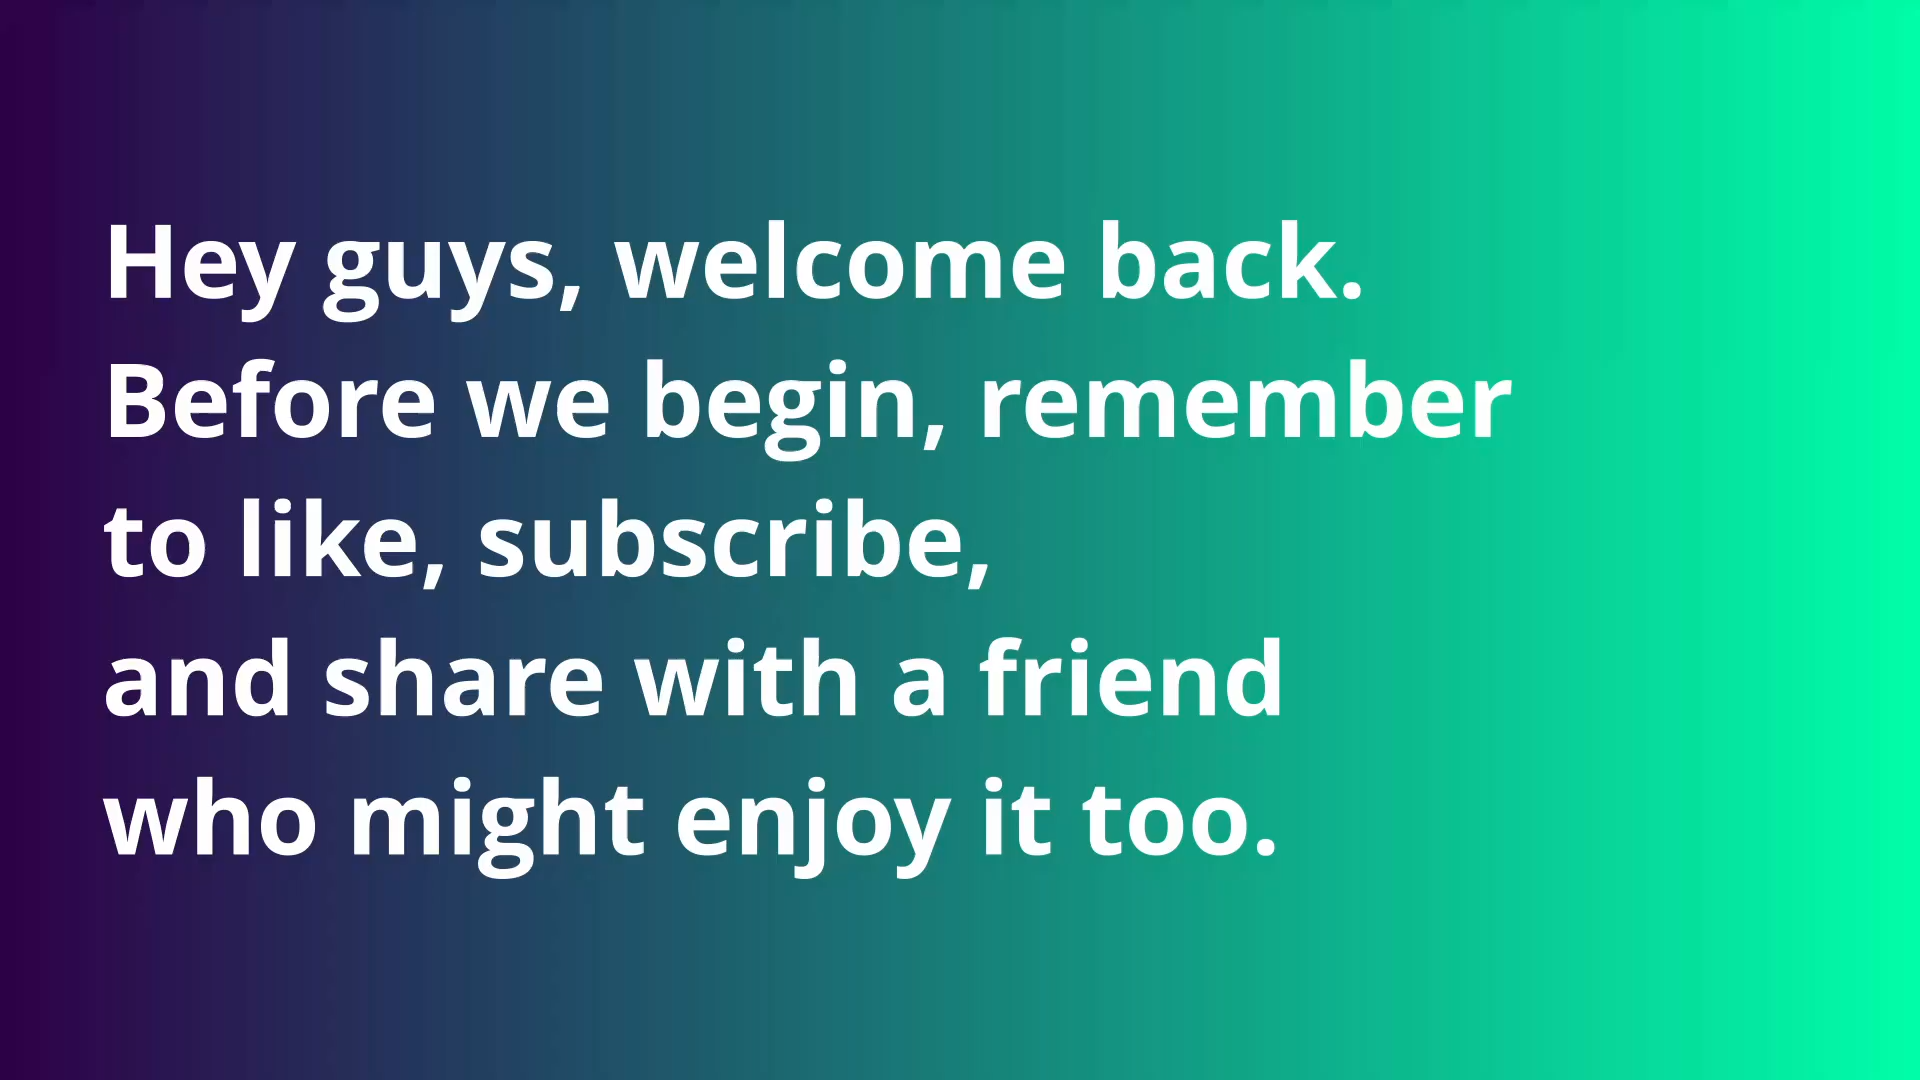 Hey guys, welcome back.
Before we begin, remember
to like, subscribe,
and share with a friend
who might enjoy it too.